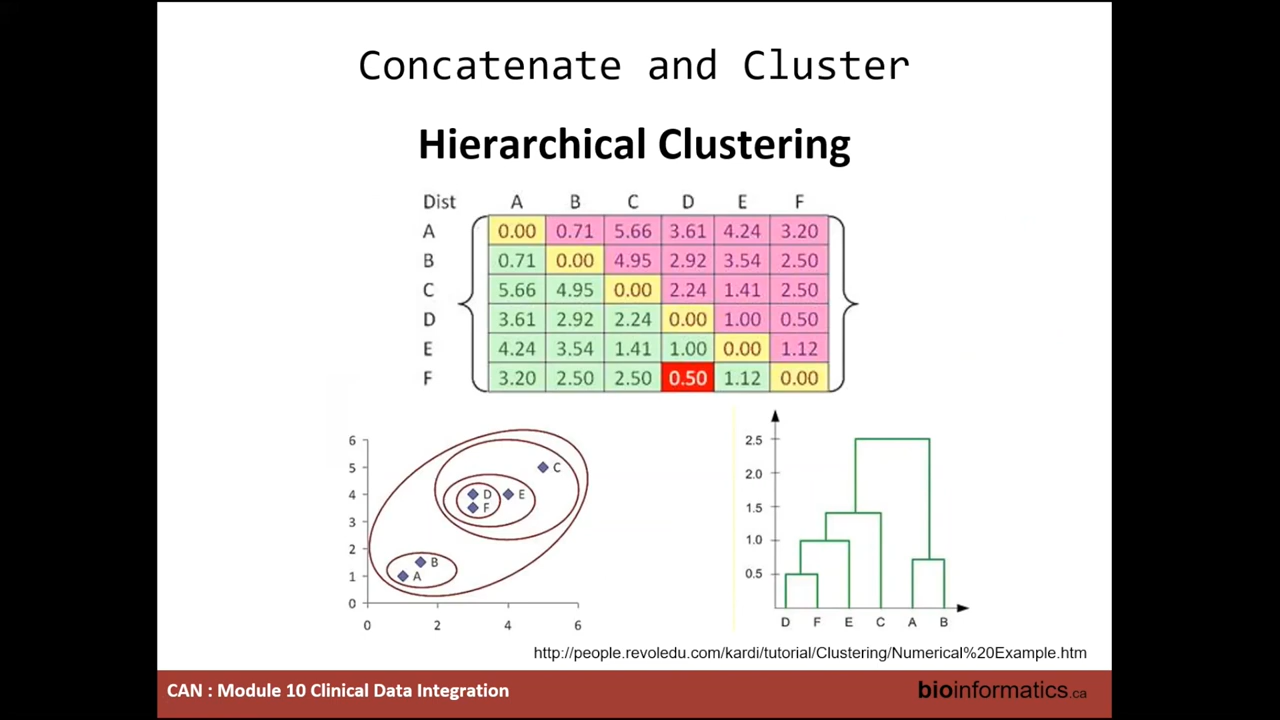 Concatenate and Cluster
Hierarchical Clustering
Dist A B C D E F
A 0.00 0.71 5.66 3.61 4.24 3.20
B 0.71 0.00 4.95 2.92 3.54 2.50
C 5.66 4.95 0.00 2.24 1.41 2.50
D 3.61 2.92 2.24 0.00 1.00 0.50
E 4.24 3.54 1.41 1.00 0.00 1.12
F 3.20 2.50 2.50 0.50 1.12 0.00
6
5
4
3
2
1
0
0 2 4 6
C
D
E
F
B
A
2.5
2.0
1.5
1.0
0.5
D F E C A B
http://people.revoledu.com/kardi/tutorial/Clustering/Numerical%20Example.htm
CAN : Module 10 Clinical Data Integration
bioinformatics.ca